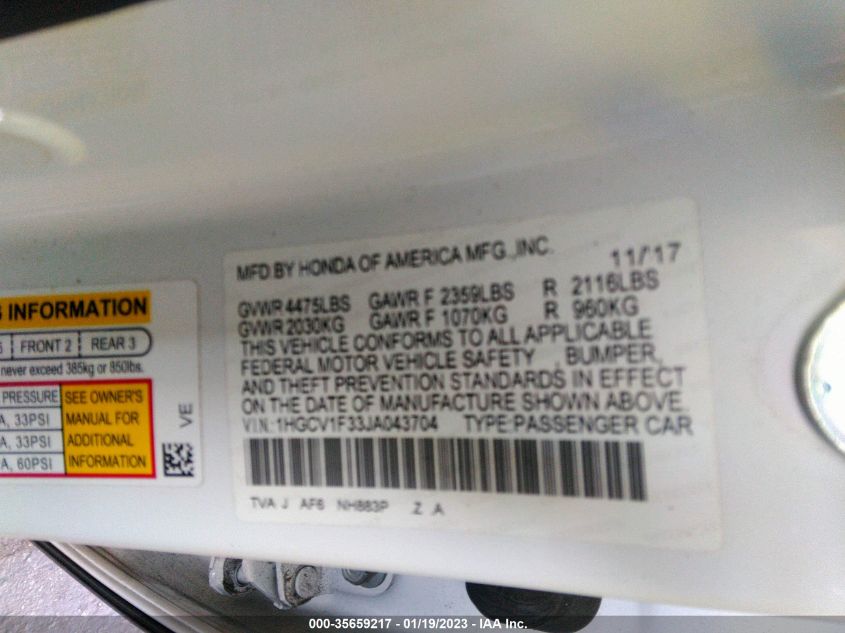 MFD BY HONDA OF AMERICA MFG.,INC. 11/'17
GVWR 4475LBS GAWR F 2359LBS R 2116LBS
GVWR 2030KG GAWR F 1070KG R 960KG
THIS VEHICLE CONFORMS TO ALL APPLICABLE
FEDERAL MOTOR VEHICLE SAFETY , BUMPER,
AND THEFT PREVENTION STANDARDS IN EFFECT
ON THE DATE OF MANUFACTURE SHOWN ABOVE.
VIN:1HGCV1F33JA043704 TYPE:PASSENGER CAR
TVA J AF6 NH883P Z .A
INFORMATION
FRONT 2 REAR 3
never exceed 385kg or 850lbs.
PRESSURE SEE OWNER'S
A, 33PSI MANUAL FOR
A, 33PSI ADDITIONAL
A, 60PSI INFORMATION
VE
000-35659217 - 01/19/2023 - IAA Inc.